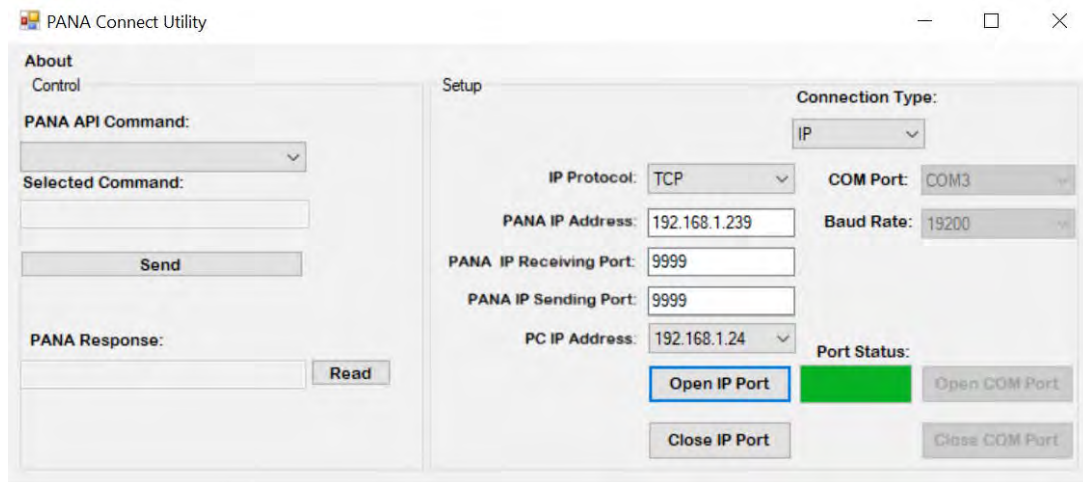 PANA Connect Utility
About
Control
PANA API Command:
Selected Command:
Send
PANA Response:
Read
Setup
Connection Type:
IP
IP Protocol: TCP
COM Port: COM3
PANA IP Address: 192.168.1.239
Baud Rate: 19200
PANA IP Receiving Port: 9999
PANA IP Sending Port: 9999
PC IP Address: 192.168.1.24
Port Status:
Open IP Port
Open COM Port
Close IP Port
Close COM Port